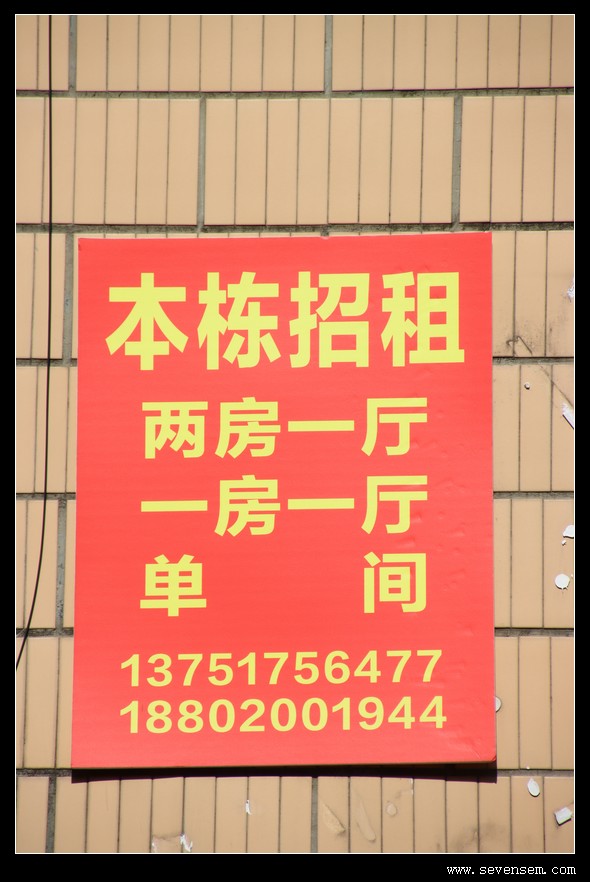 本栋招租
两房一厅
一房一厅
单 间
13751756477
18802001944
www.sevensem.com